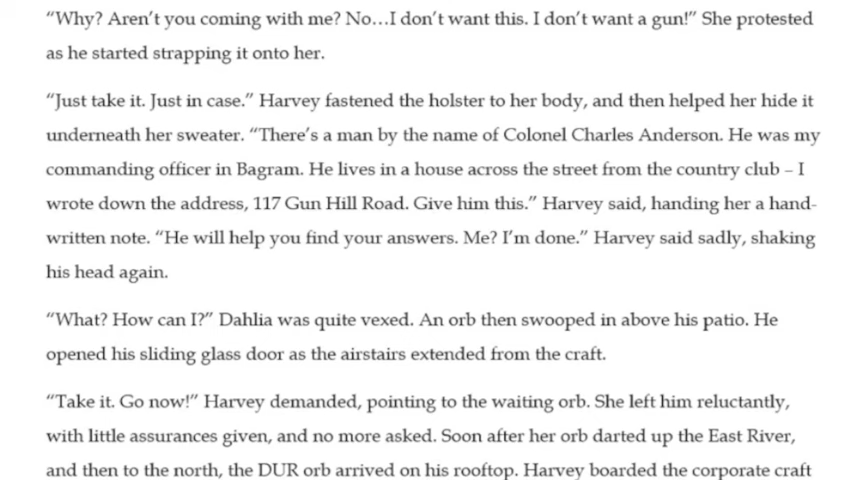 “Why? Aren’t you coming with me? No…I don’t want this. I don’t want a gun!” She protested
as he started strapping it onto her.
“Just take it. Just in case.” Harvey fastened the holster to her body, and then helped her hide it
underneath her sweater. “There’s a man by the name of Colonel Charles Anderson. He was my
commanding officer in Bagram. He lives in a house across the street from the country club – I
wrote down the address, 117 Gun Hill Road. Give him this.” Harvey said, handing her a hand-
written note. “He will help you find your answers. Me? I’m done.” Harvey said sadly, shaking
his head again.
“What? How can I?” Dahlia was quite vexed. An orb then swooped in above his patio. He
opened his sliding glass door as the airstairs extended from the craft.
“Take it. Go now!” Harvey demanded, pointing to the waiting orb. She left him reluctantly,
with little assurances given, and no more asked. Soon after her orb darted up the East River,
and then to the north, the DUR orb arrived on his rooftop. Harvey boarded the corporate craft